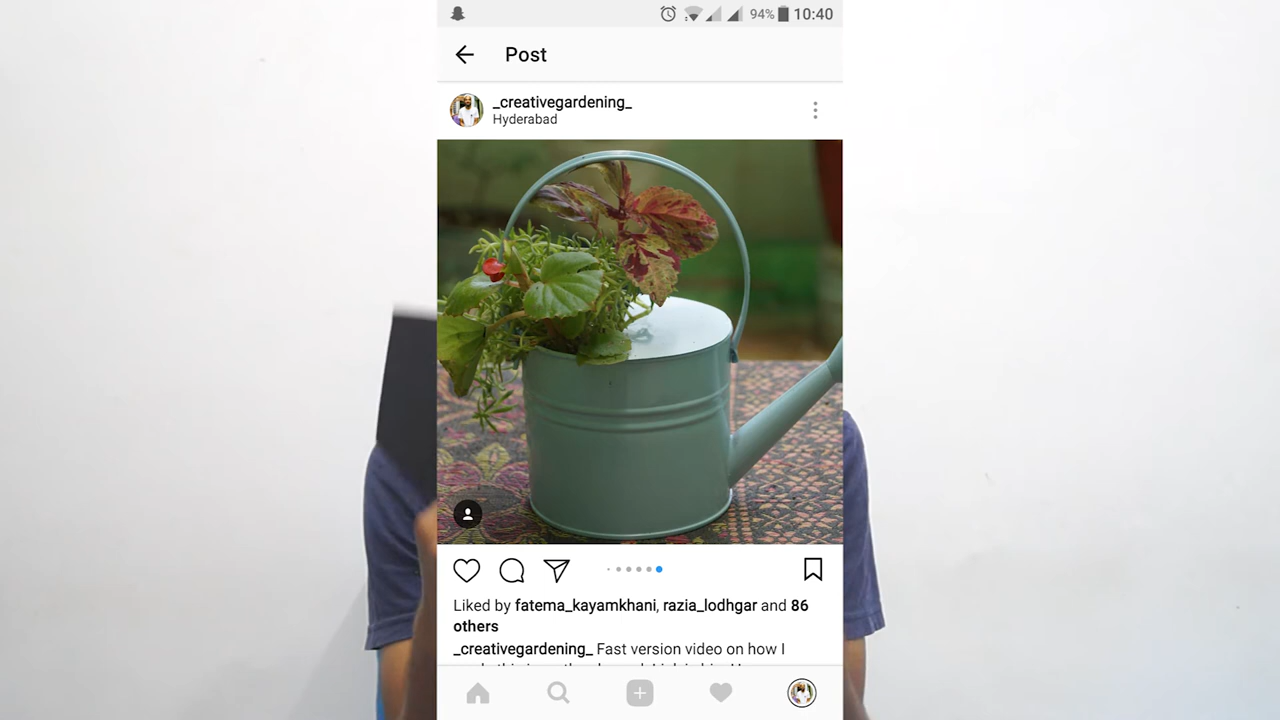 94% 10:40
Post
_creativegardening_
Hyderabad
Liked by fatema_kayamkhani, razia_lodhgar and 86
others
_creativegardening_ Fast version video on how I